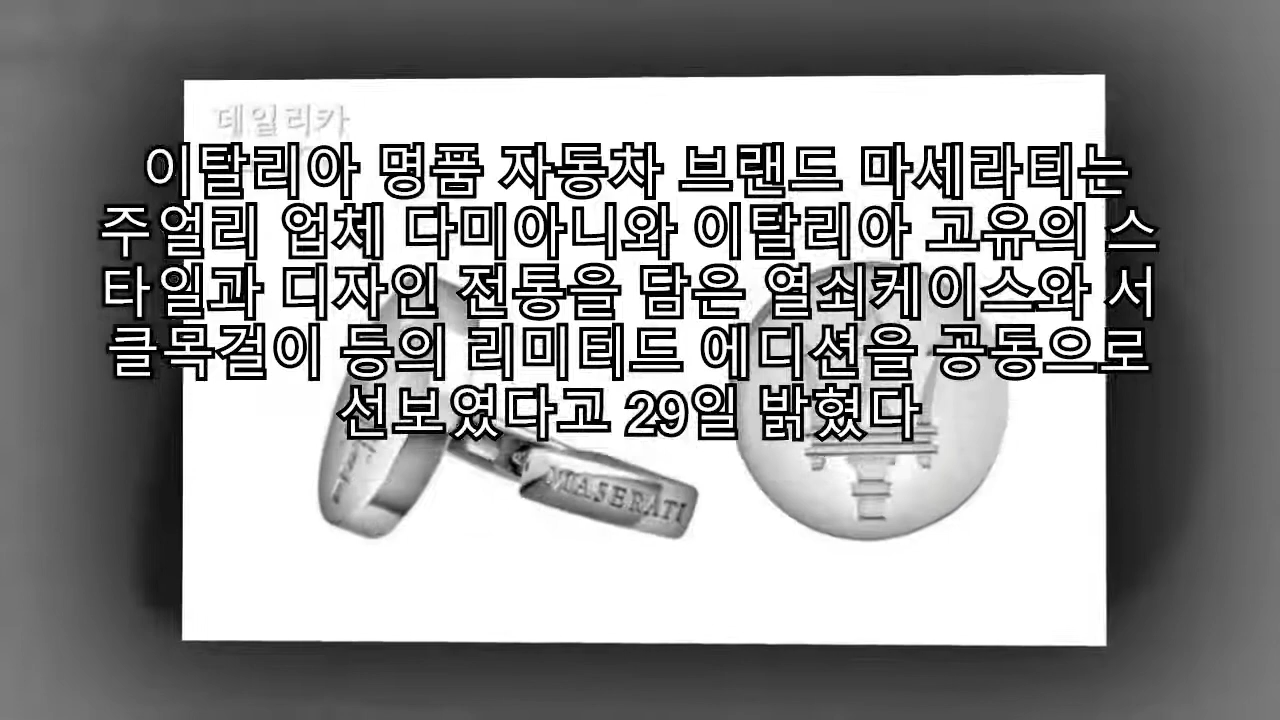 데일리카
이탈리아 명품 자동차 브랜드 마세라티는
주얼리 업체 다미아니와 이탈리아 고유의 스
타일과 디자인 전통을 담은 열쇠케이스와 서
클목걸이 등의 리미티드 에디션을 공동으로
선보였다고 29일 밝혔다
MASERATI